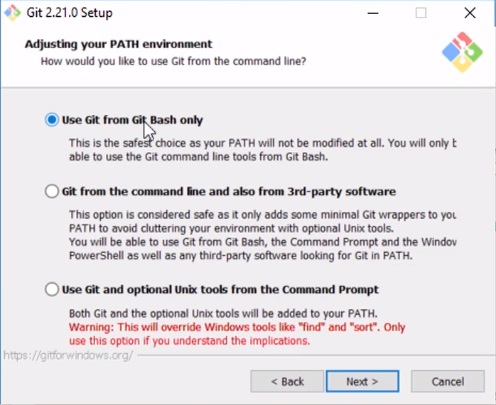 Git 2.21.0 Setup
Adjusting your PATH environment
How would you like to use Git from the command line?
Use Git from Git Bash only
This is the safest choice as your PATH will not be modified at all. You will only b
able to use the Git command line tools from Git Bash.
Git from the command line and also from 3rd-party software
This option is considered safe as it only adds some minimal Git wrappers to you
PATH to avoid cluttering your environment with optional Unix tools.
You will be able to use Git from Git Bash, the Command Prompt and the Window
PowerShell as well as any third-party software looking for Git in PATH.
Use Git and optional Unix tools from the Command Prompt
Both Git and the optional Unix tools will be added to your PATH.
Warning: This will override Windows tools like "find" and "sort". Only
use this option if you understand the implications.
https://gitforwindows.org/
< Back Next > Cancel